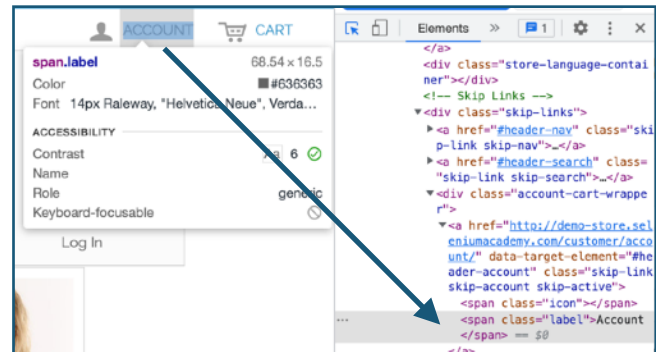 ACCOUNT
CART
span.label 68.54 × 16.5
Color #636363
Font 14px Raleway, "Helvetica Neue", Verda…
ACCESSIBILITY
Contrast Aa 6
Name
Role generic
Keyboard-focusable
Log In
Elements » 1
</a>
<div class="store-language-contai
ner"></div>
<!-- Skip Links -->
▼<div class="skip-links">
▶<a href="#header-nav" class="ski
p-link skip-nav">…</a>
▶<a href="#header-search" class=
"skip-link skip-search">…</a>
▼<div class="account-cart-wrappe
r">
▼<a href="http://demo-store.sel
eniumacademy.com/customer/acco
unt/" data-target-element="#he
ader-account" class="skip-link
skip-account skip-active">
<span class="icon"></span>
<span class="label">Account
</span> == $0
</a>